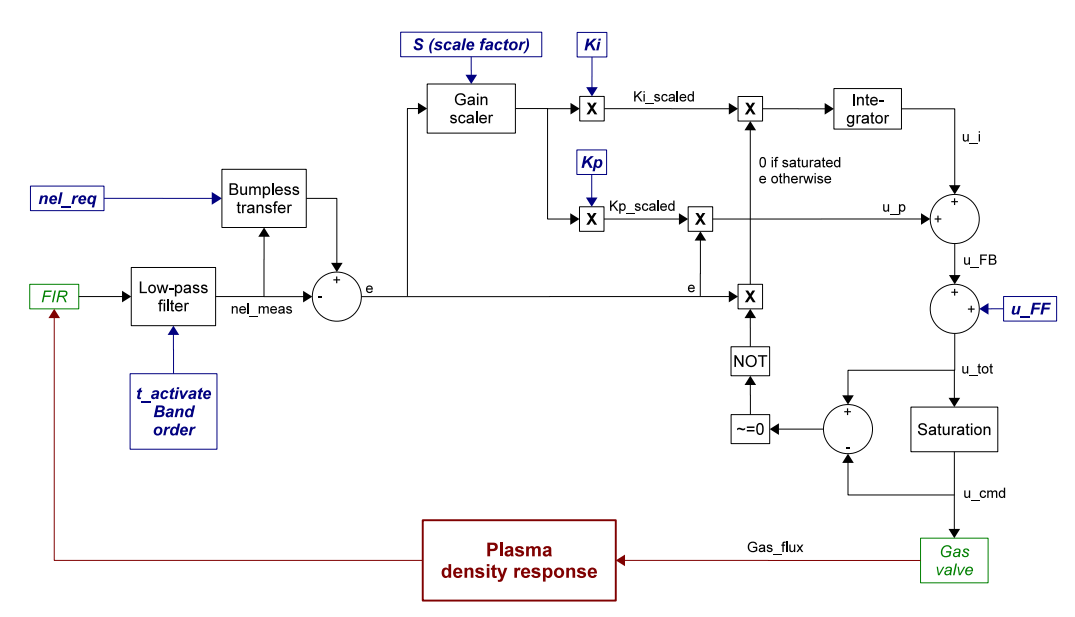 S (scale factor)
Ki
Gain
scaler
X
Ki_scaled
X
Inte-
grator
u_i
0 if saturated
e otherwise
Kp
nel_req
Bumpless
transfer
X
Kp_scaled
X
u_p
+
+
u_FB
FIR
Low-pass
filter
nel_meas
+
-
e
e
X
+
+
u_FF
NOT
u_tot
t_activate
Band
order
~=0
+
-
Saturation
u_cmd
Plasma
density response
Gas_flux
Gas
valve